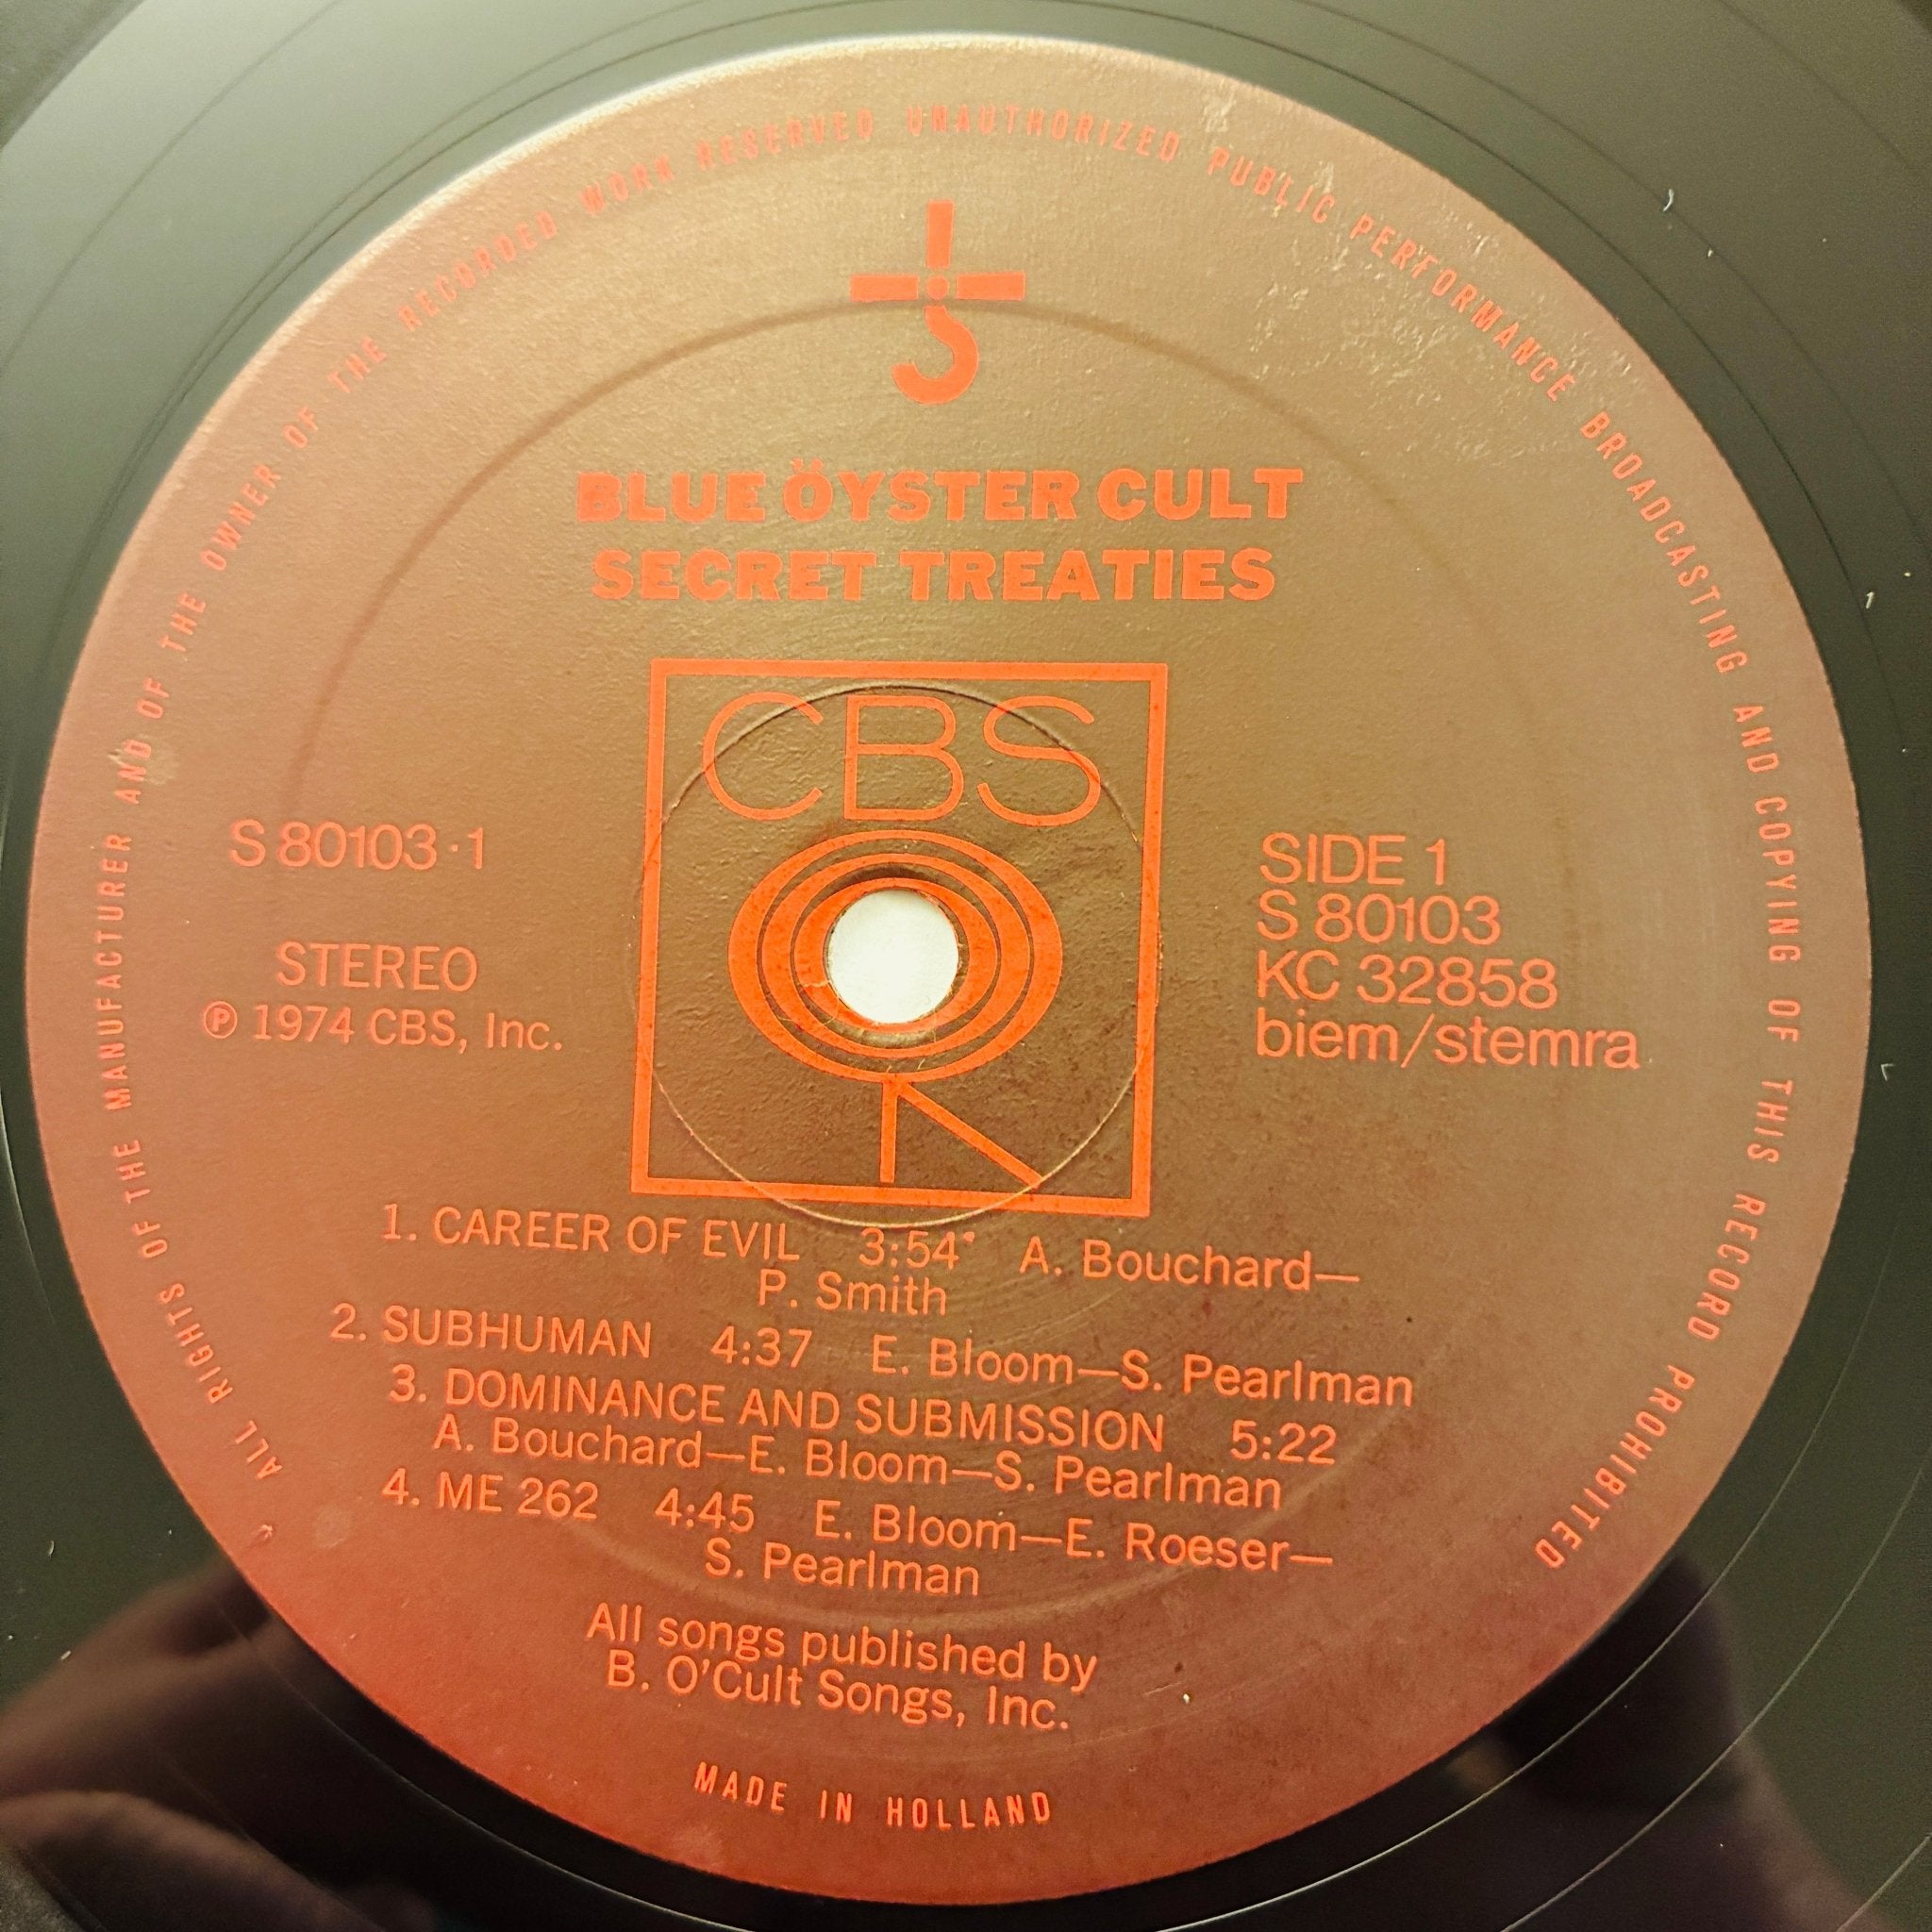 ALL RIGHTS OF THE MANUFACTURER AND OF THE OWNER OF THE RECORDED WORK RESERVED UNAUTHORIZED PUBLIC PERFORMANCE BROADCASTING AND COPYING OF THIS RECORD PROHIBITED
BLUE ÖYSTER CULT
SECRET TREATIES
CBS
S 80103·1
STEREO
℗ 1974 CBS, Inc.
SIDE 1
S 80103
KC 32858
biem/stemra
1. CAREER OF EVIL 3:54 A. Bouchard—
P. Smith
2. SUBHUMAN 4:37 E. Bloom—S. Pearlman
3. DOMINANCE AND SUBMISSION 5:22
A. Bouchard—E. Bloom—S. Pearlman
4. ME 262 4:45 E. Bloom—E. Roeser—
S. Pearlman
All songs published by
B. O'Cult Songs, Inc.
MADE IN HOLLAND